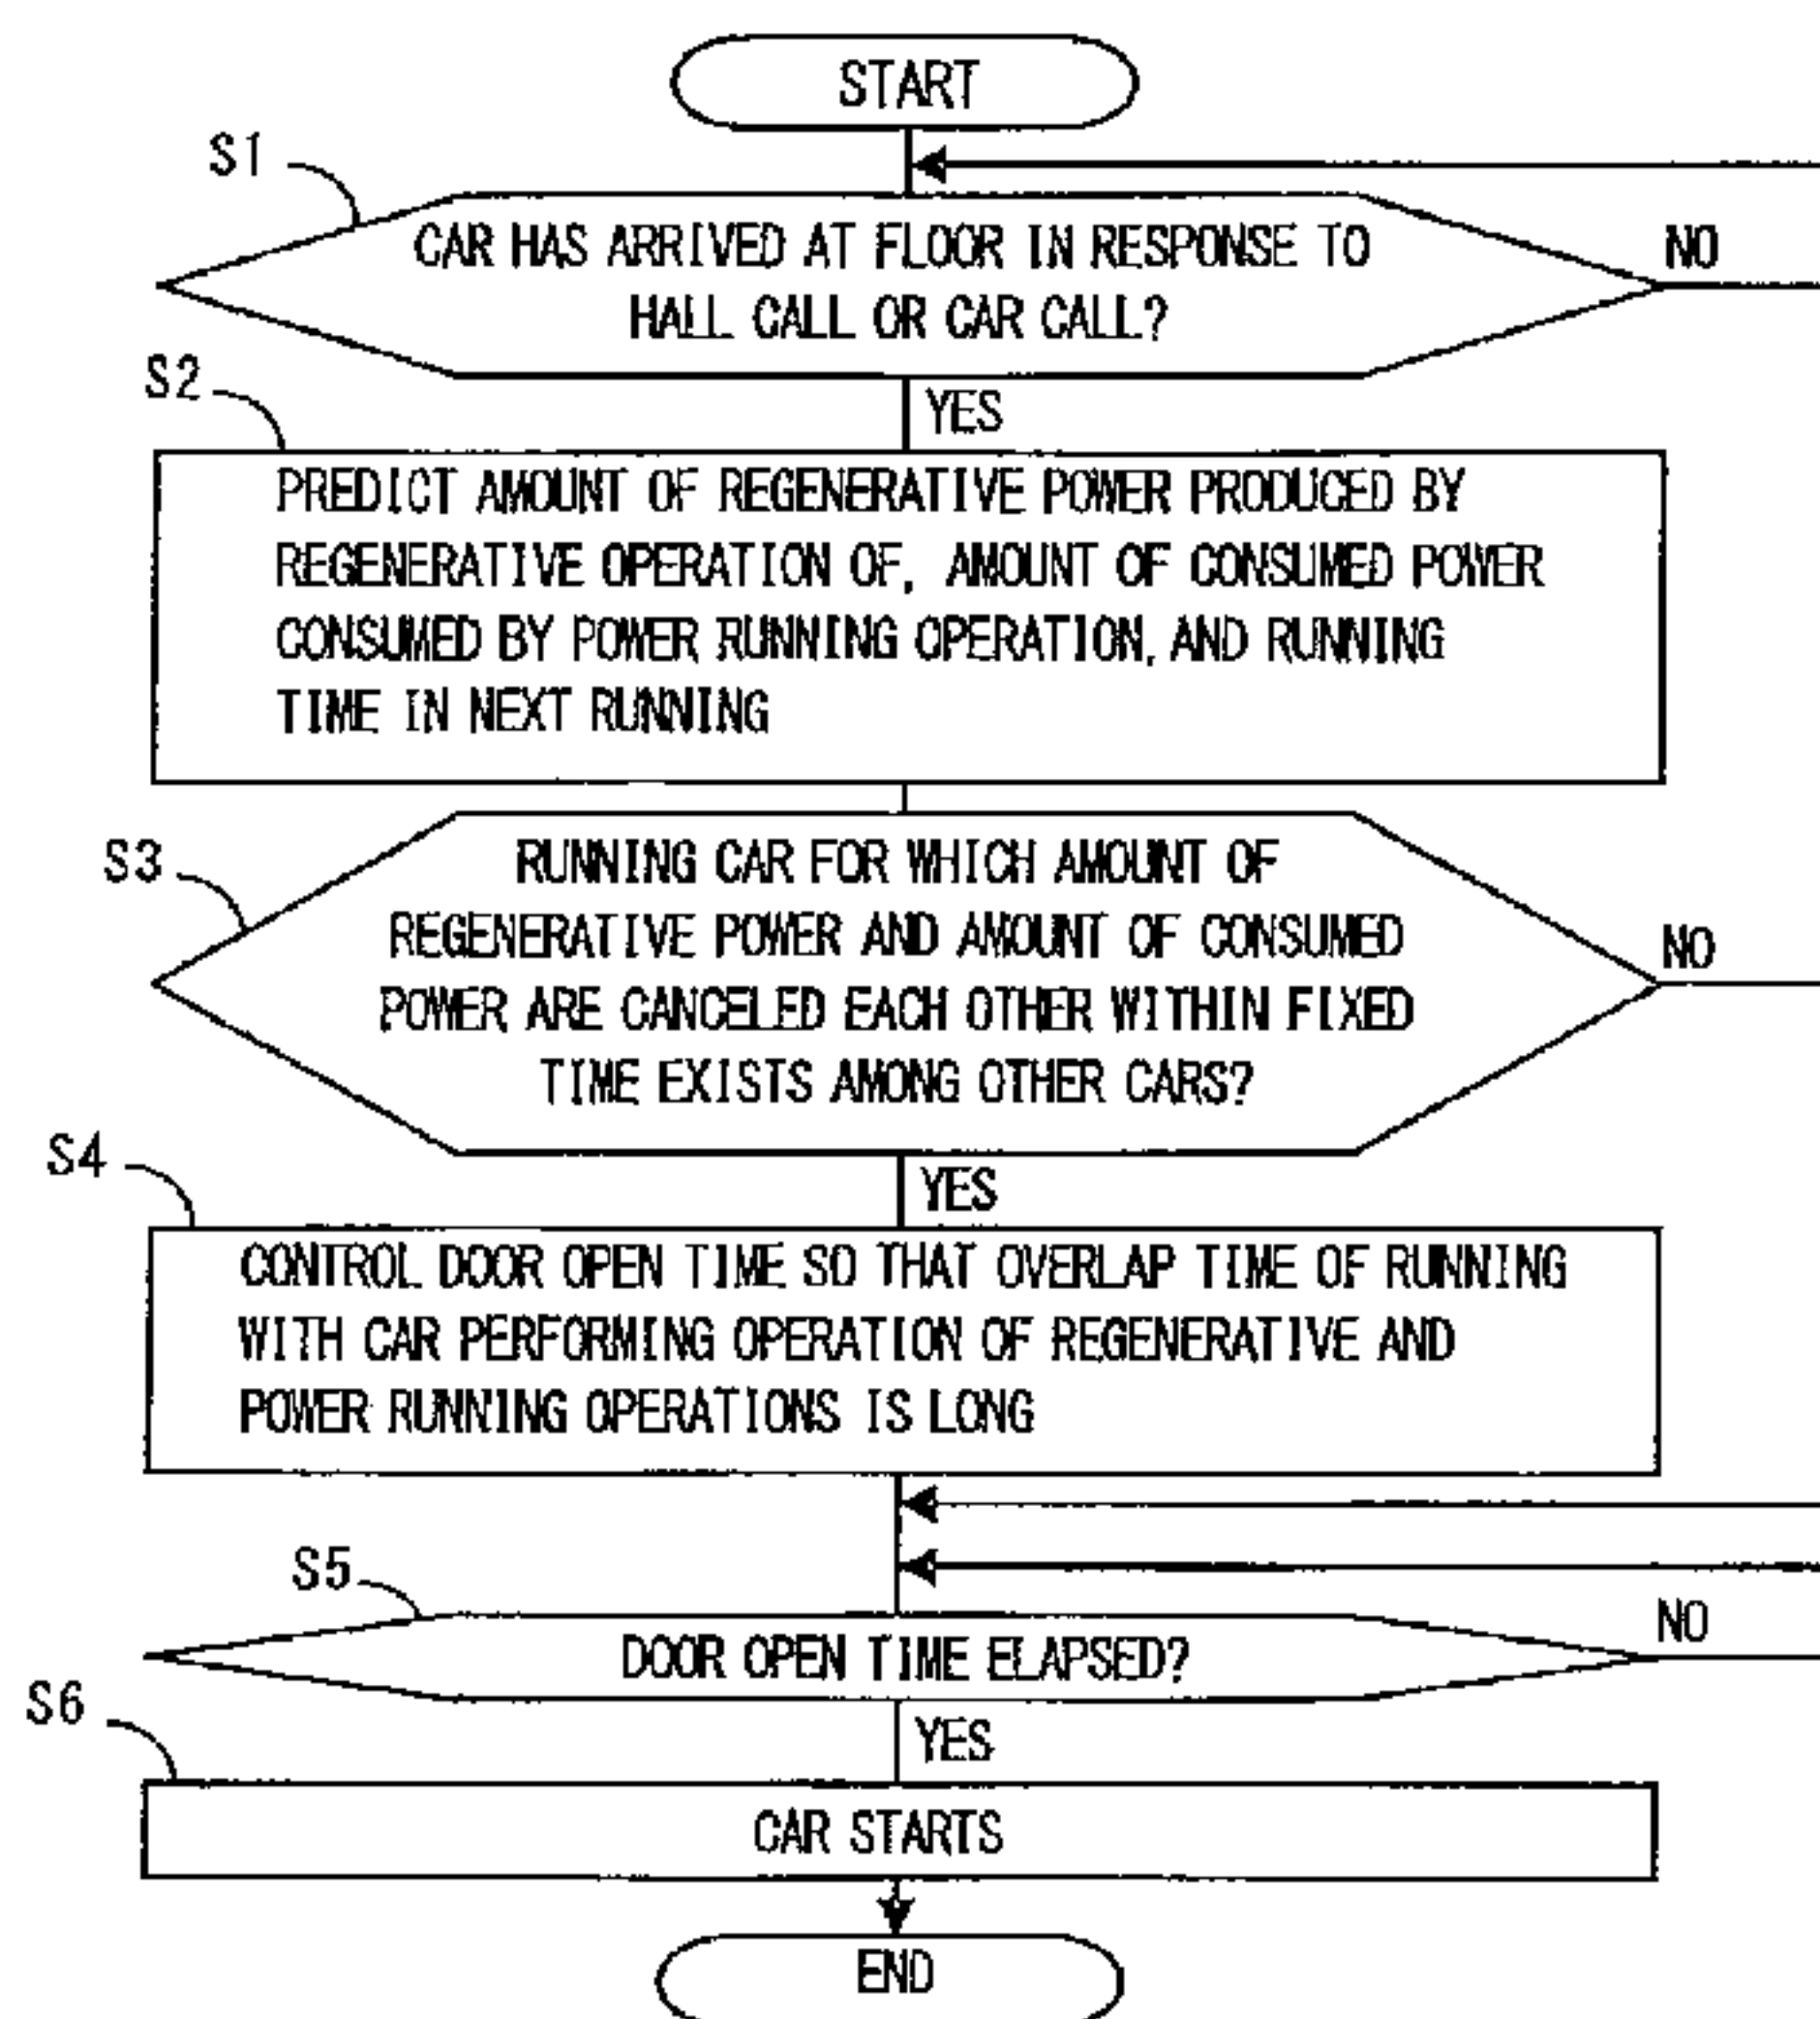 START
S1
CAR HAS ARRIVED AT FLOOR IN RESPONSE TO
HALL CALL OR CAR CALL?
NO
YES
S2
PREDICT AMOUNT OF REGENERATIVE POWER PRODUCED BY
REGENERATIVE OPERATION OF, AMOUNT OF CONSUMED POWER
CONSUMED BY POWER RUNNING OPERATION, AND RUNNING
TIME IN NEXT RUNNING
S3
RUNNING CAR FOR WHICH AMOUNT OF
REGENERATIVE POWER AND AMOUNT OF CONSUMED
POWER ARE CANCELED EACH OTHER WITHIN FIXED
TIME EXISTS AMONG OTHER CARS?
NO
YES
S4
CONTROL DOOR OPEN TIME SO THAT OVERLAP TIME OF RUNNING
WITH CAR PERFORMING OPERATION OF REGENERATIVE AND
POWER RUNNING OPERATIONS IS LONG
S5
DOOR OPEN TIME ELAPSED?
NO
YES
S6
CAR STARTS
END